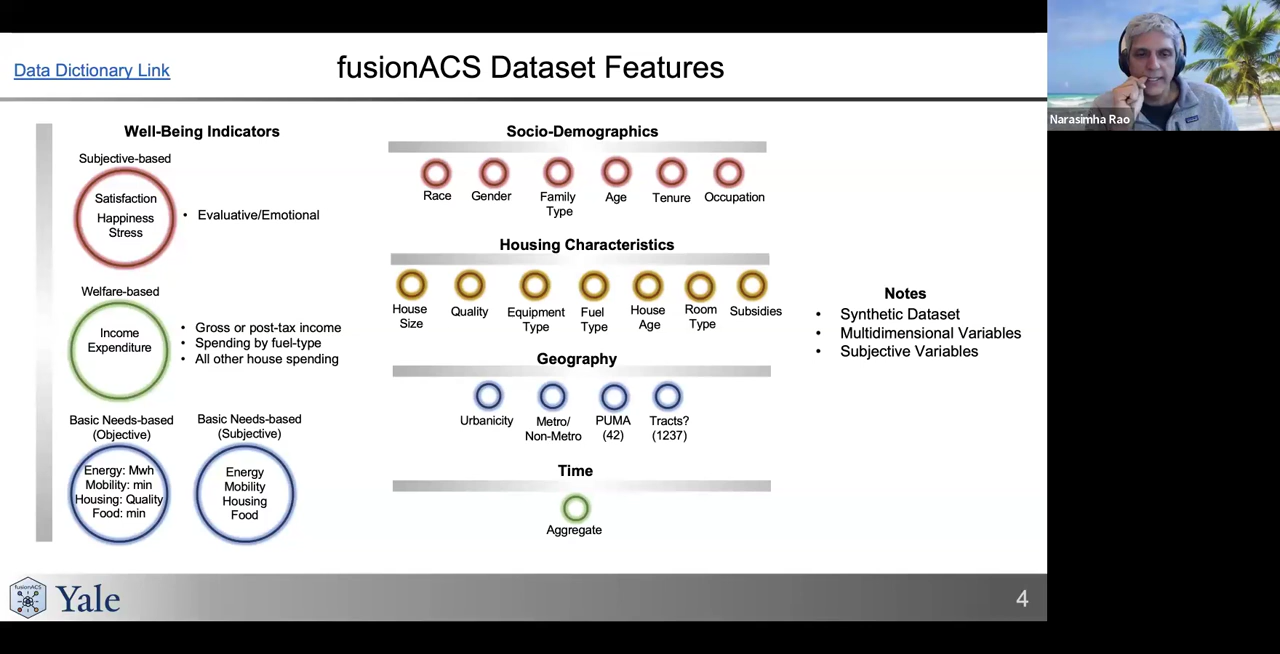 Data Dictionary Link
fusionACS Dataset Features
Narasimha Rao
Well-Being Indicators
Subjective-based
Satisfaction
Happiness
Stress
• Evaluative/Emotional
Welfare-based
Income
Expenditure
• Gross or post-tax income
• Spending by fuel-type
• All other house spending
Basic Needs-based
(Objective)
Energy: Mwh
Mobility: min
Housing: Quality
Food: min
Basic Needs-based
(Subjective)
Energy
Mobility
Housing
Food
Socio-Demographics
Race
Gender
Family
Type
Age
Tenure
Occupation
Housing Characteristics
House
Size
Quality
Equipment
Type
Fuel
Type
House
Age
Room
Type
Subsidies
Geography
Urbanicity
Metro/
Non-Metro
PUMA
(42)
Tracts?
(1237)
Time
Aggregate
Notes
• Synthetic Dataset
• Multidimensional Variables
• Subjective Variables
fusionACS
Yale
4